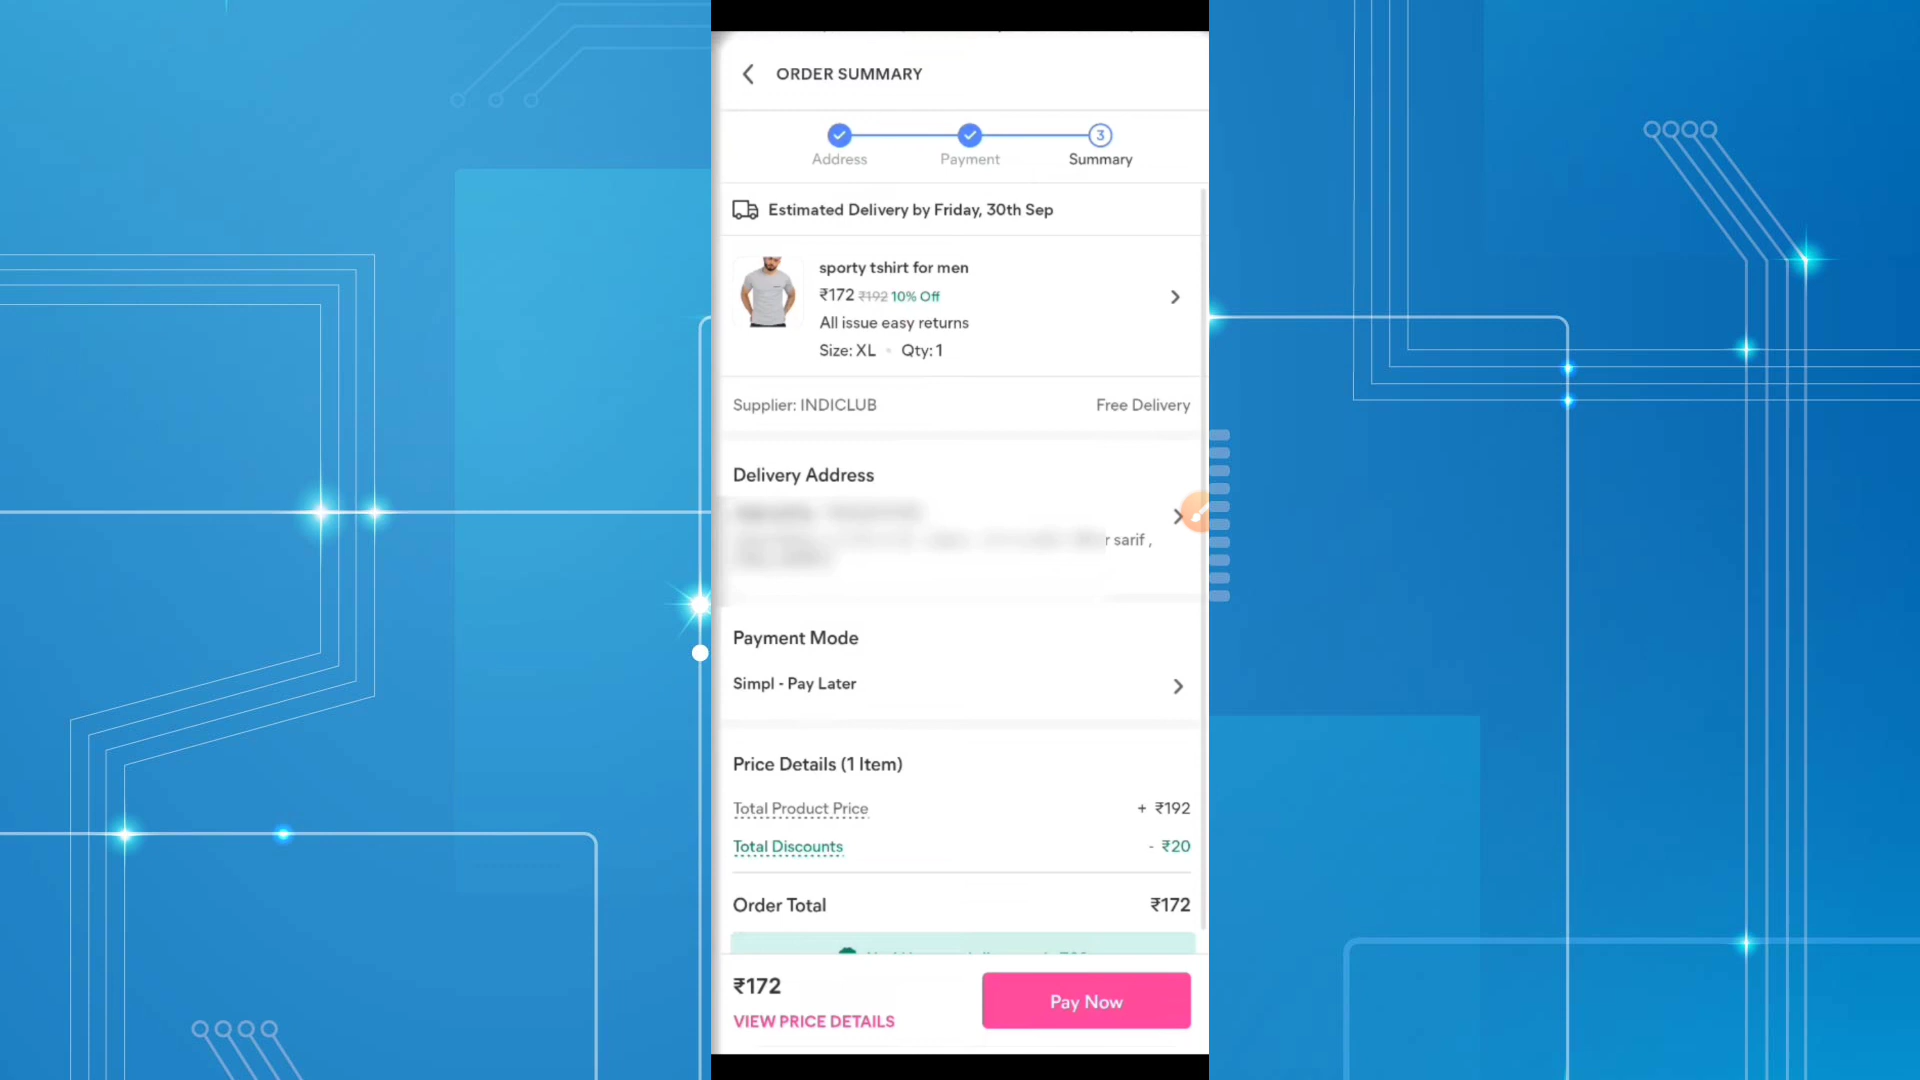 ORDER SUMMARY
3
Address Payment Summary
Estimated Delivery by Friday, 30th Sep
sporty tshirt for men
₹172 ₹192 10% Off
All issue easy returns
Size: XL • Qty: 1
Supplier: INDICLUB Free Delivery
Delivery Address
r sarif ,
Payment Mode
Simpl - Pay Later
Price Details (1 Item)
Total Product Price + ₹192
Total Discounts - ₹20
Order Total ₹172
₹172
Pay Now
VIEW PRICE DETAILS